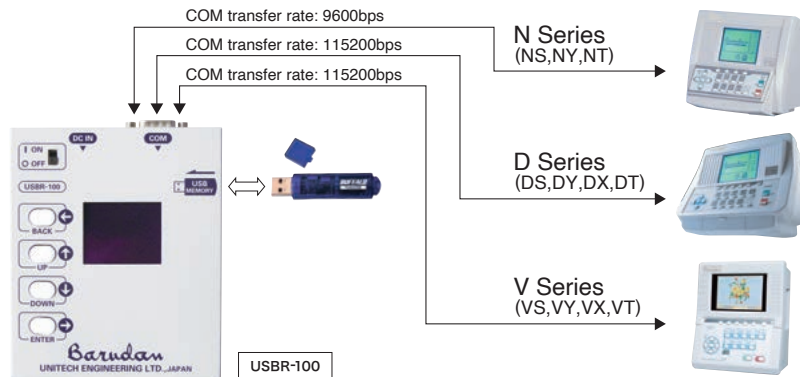 COM transfer rate: 9600bps
COM transfer rate: 115200bps
COM transfer rate: 115200bps
N Series
(NS,NY,NT)
D Series
(DS,DY,DX,DT)
V Series
(VS,VY,VX,VT)
DC IN
COM
I ON
O OFF
USBR-100
USB
MEMORY
BUFFALO
BACK
UP
DOWN
ENTER
Barudan
UNITECH ENGINEERING LTD.,JAPAN
USBR-100